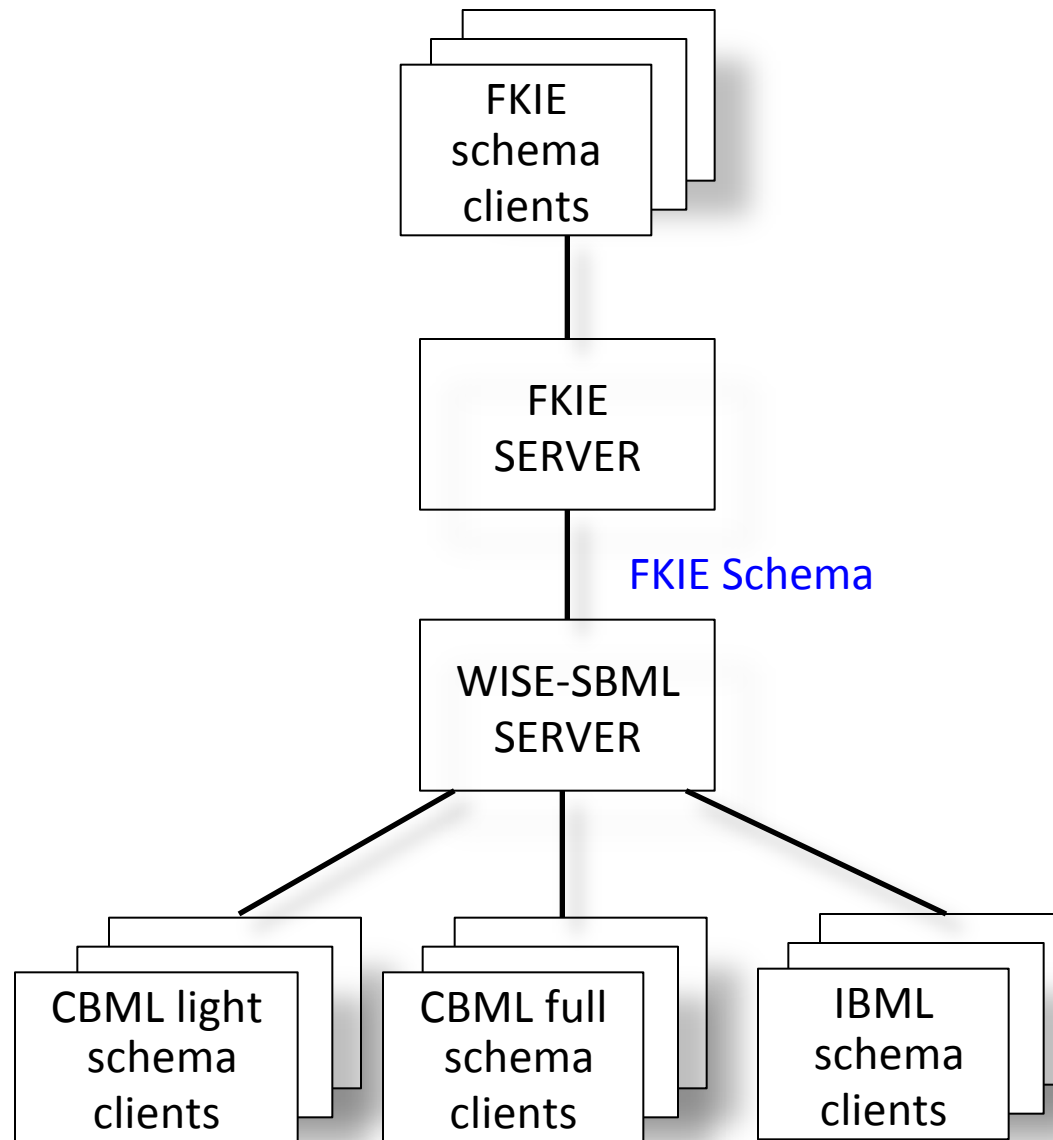 FKIE
schema
clients
FKIE
SERVER
FKIE Schema
WISE-SBML
SERVER
CBML light
schema
clients
CBML full
schema
clients
IBML
schema
clients